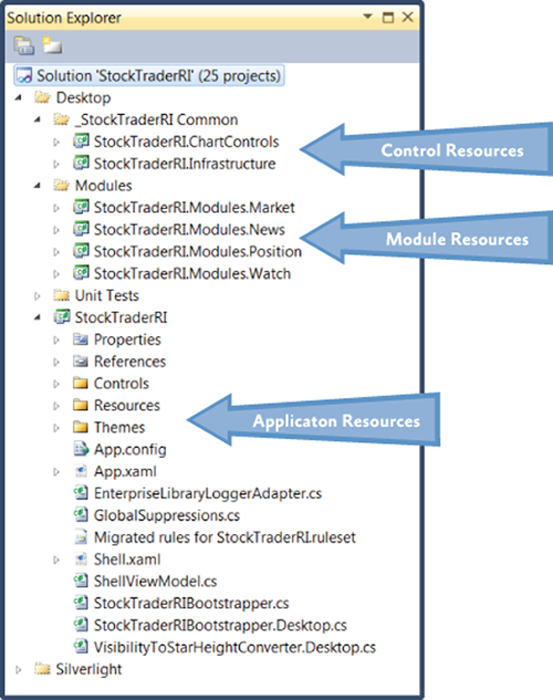 Solution Explorer
Solution 'StockTraderRI' (25 projects)
Desktop
_StockTraderRI Common
StockTraderRI.ChartControls
StockTraderRI.Infrastructure
Control Resources
Modules
StockTraderRI.Modules.Market
StockTraderRI.Modules.News
StockTraderRI.Modules.Position
StockTraderRI.Modules.Watch
Module Resources
Unit Tests
StockTraderRI
Properties
References
Controls
Resources
Themes
Applicaton Resources
App.config
App.xaml
EnterpriseLibraryLoggerAdapter.cs
GlobalSuppressions.cs
Migrated rules for StockTraderRI.ruleset
Shell.xaml
ShellViewModel.cs
StockTraderRIBootstrapper.cs
StockTraderRIBootstrapper.Desktop.cs
VisibilityToStarHeightConverter.Desktop.cs
Silverlight